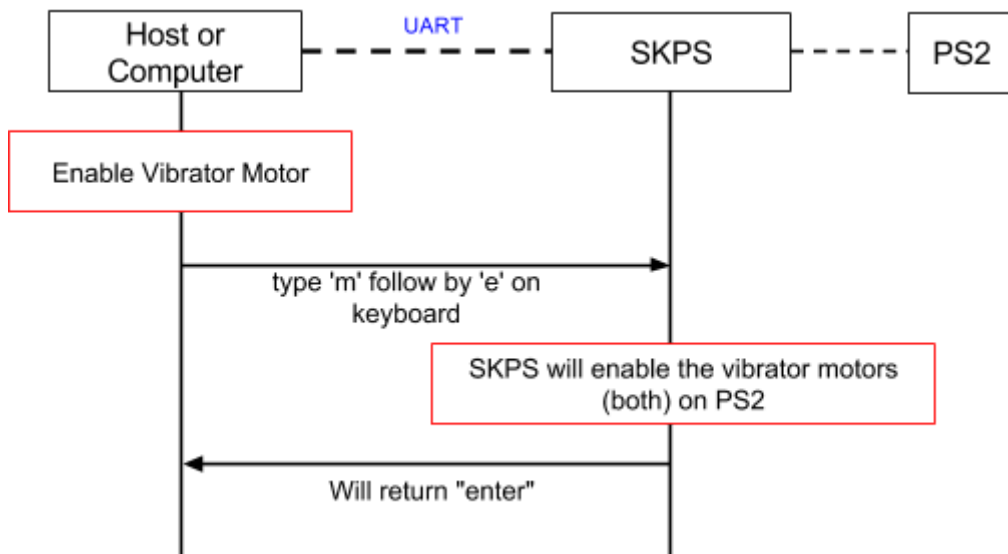 Host or
Computer
UART
SKPS
PS2
Enable Vibrator Motor
type 'm' follow by 'e' on
keyboard
SKPS will enable the vibrator motors
(both) on PS2
Will return "enter"